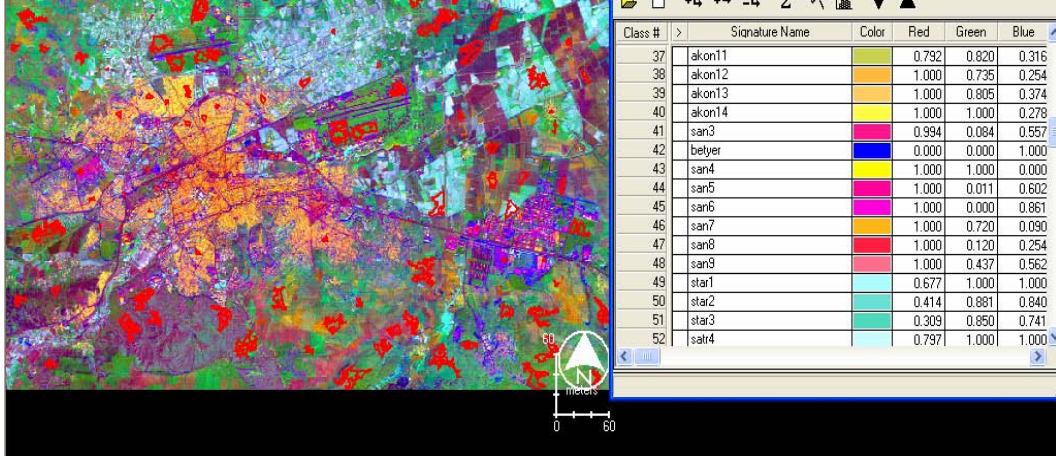 Class # > Signature Name Color Red Green Blue
37 akon11 0.792 0.820 0.316
38 akon12 1.000 0.735 0.254
39 akon13 1.000 0.805 0.374
40 akon14 1.000 1.000 0.278
41 san3 0.994 0.084 0.557
42 betyer 0.000 0.000 1.000
43 san4 1.000 1.000 0.000
44 san5 1.000 0.011 0.602
45 san6 1.000 0.000 0.861
46 san7 1.000 0.720 0.090
47 san8 1.000 0.120 0.254
48 san9 1.000 0.437 0.562
49 star1 0.677 1.000 1.000
50 star2 0.414 0.881 0.840
51 star3 0.309 0.850 0.741
52 satr4 0.797 1.000 1.000
60
N
meters
0 60